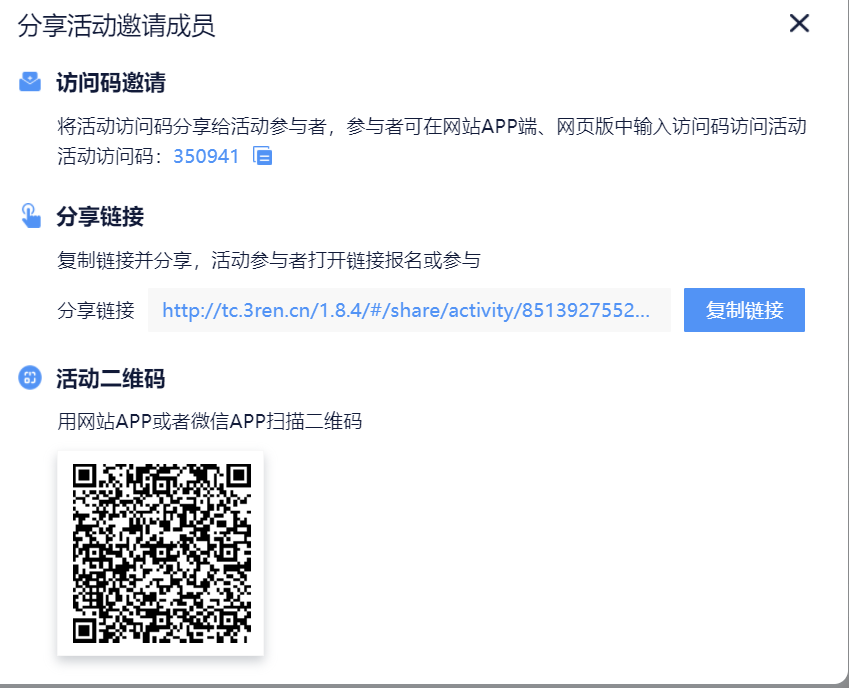 分享活动邀请成员
访问码邀请
将活动访问码分享给活动参与者，参与者可在网站APP端、网页版中输入访问码访问活动
活动访问码：350941
分享链接
复制链接并分享，活动参与者打开链接报名或参与
分享链接 http://tc.3ren.cn/1.8.4/#/share/activity/8513927552... 复制链接
活动二维码
用网站APP或者微信APP扫描二维码